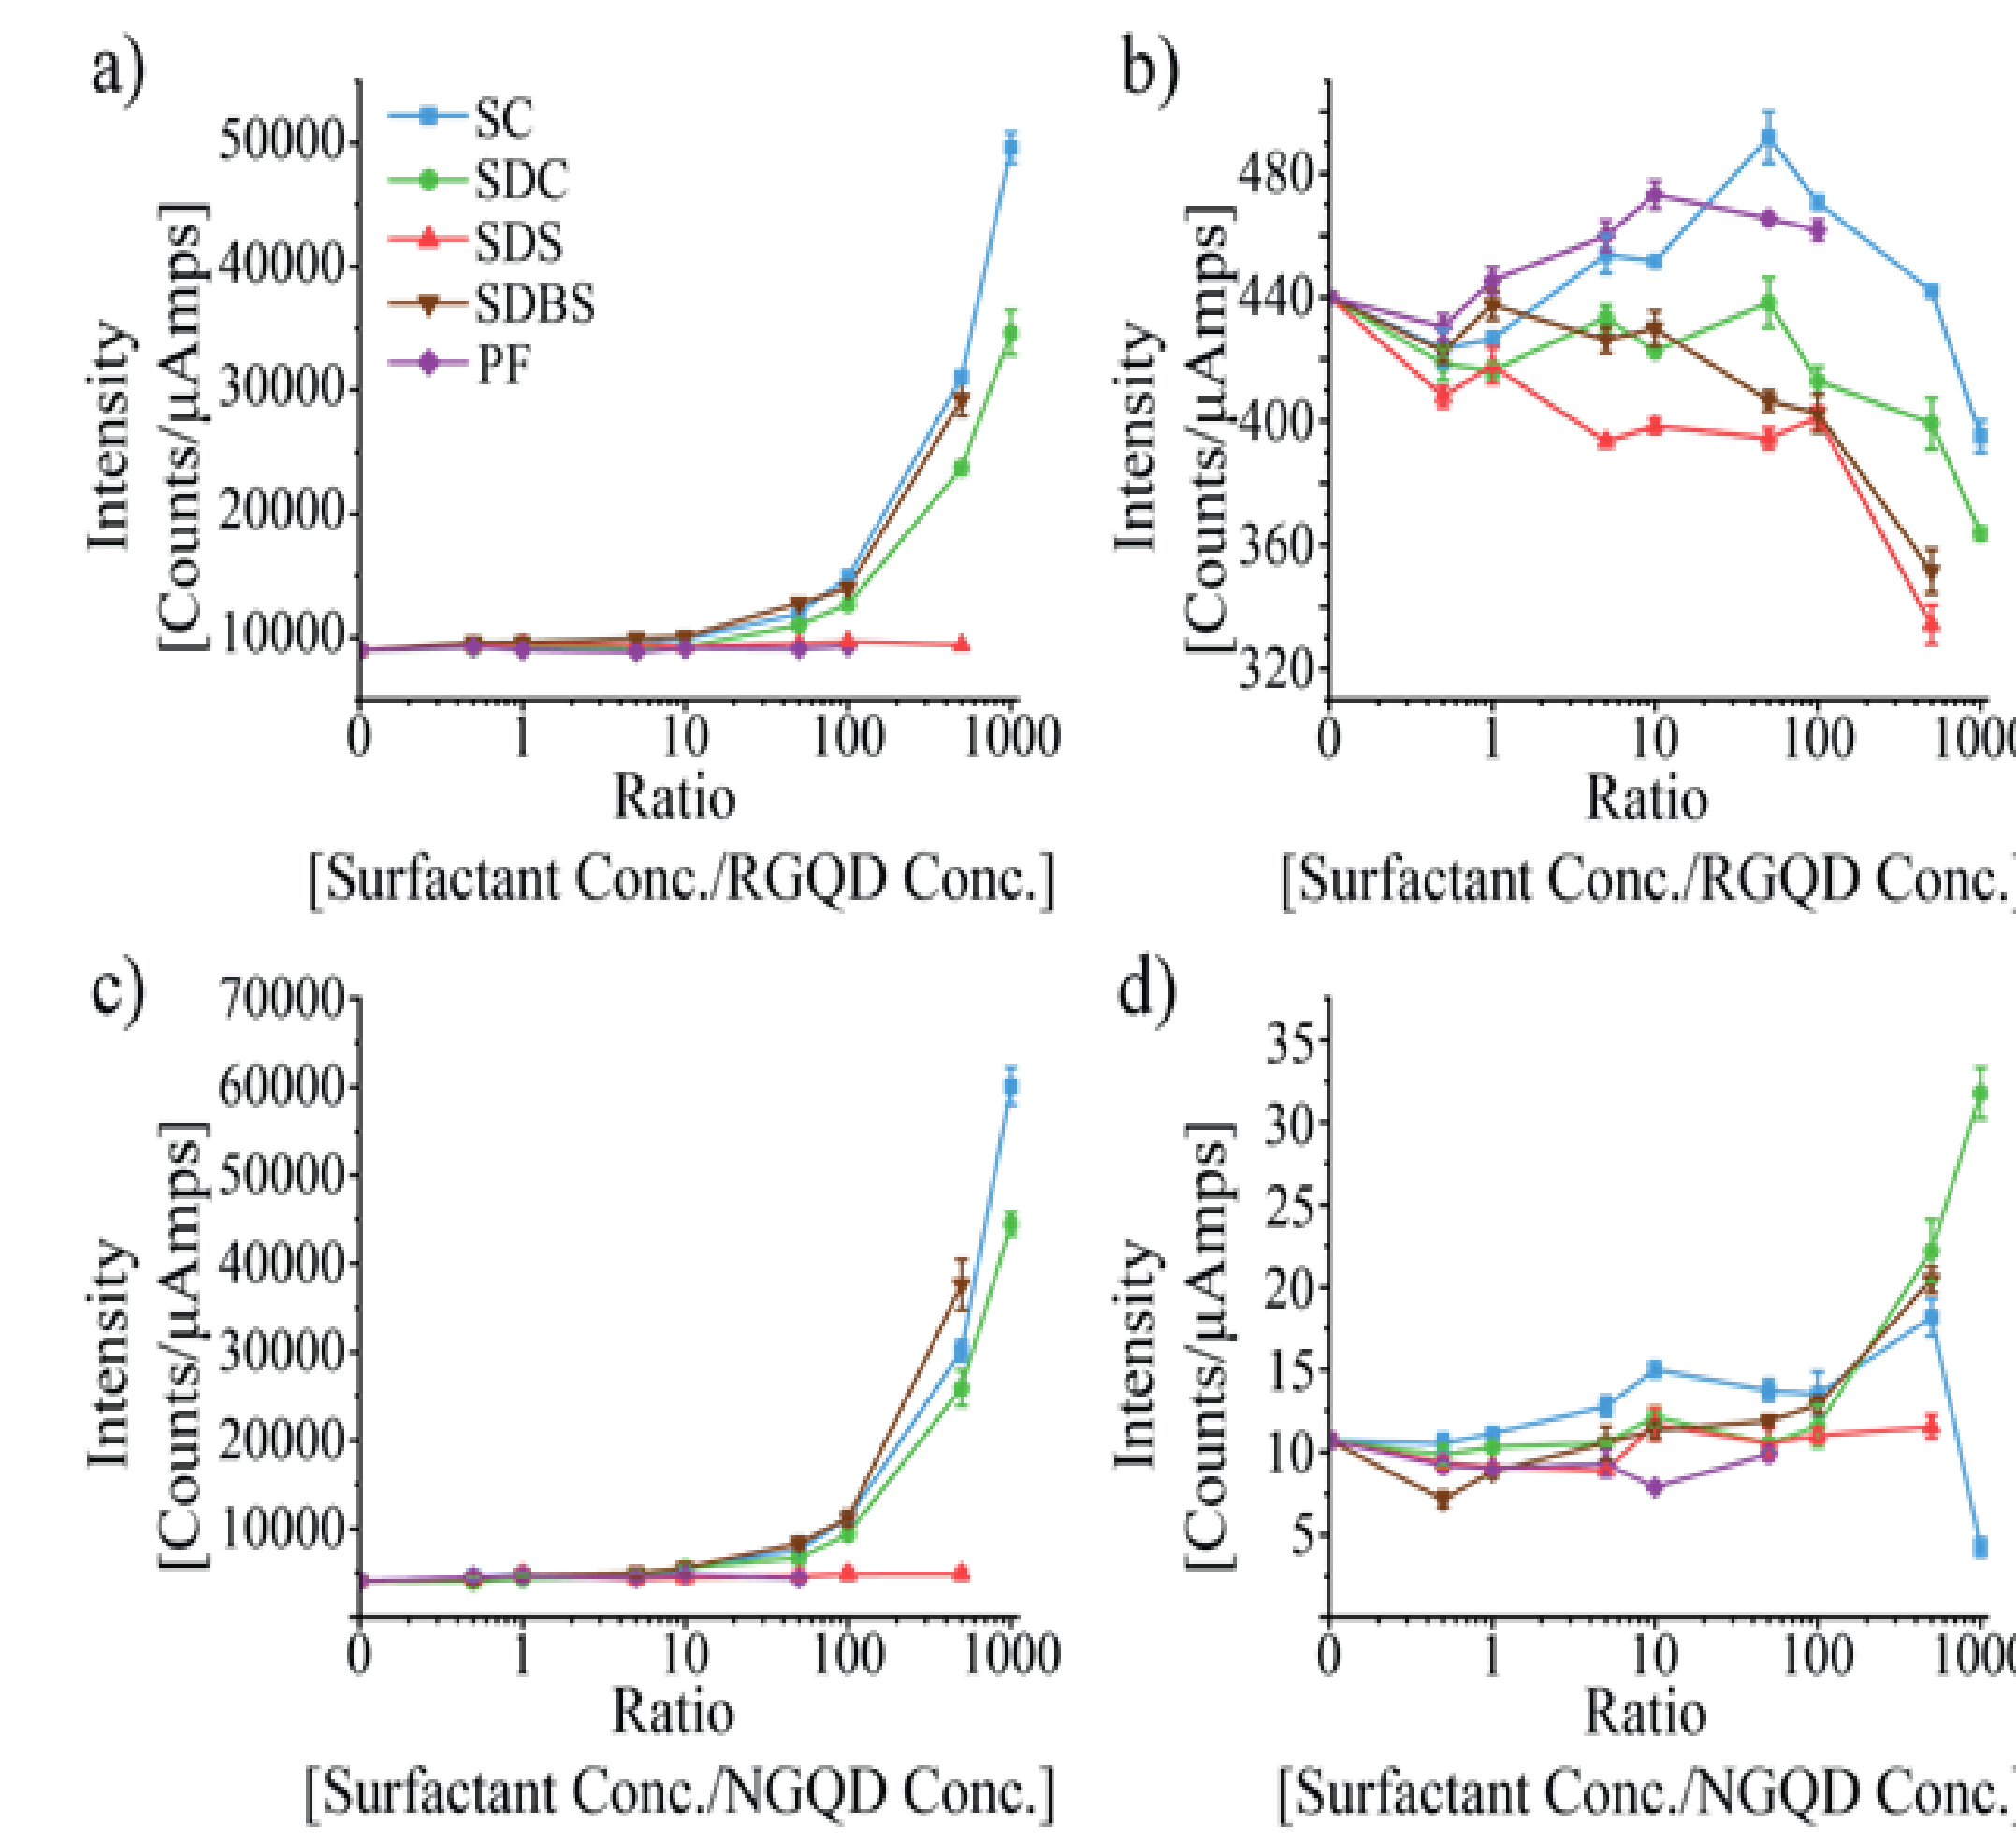 a)
50000
40000
30000
20000
10000
Intensity
[Counts/µAmps]
SC
SDC
SDS
SDBS
PF
0 1 10 100 1000
Ratio
[Surfactant Conc./RGQD Conc.]
b)
480
440
400
360
320
Intensity
[Counts/µAmps]
0 1 10 100 1000
Ratio
[Surfactant Conc./RGQD Conc.]
c)
70000
60000
50000
40000
30000
20000
10000
Intensity
[Counts/µAmps]
0 1 10 100 1000
Ratio
[Surfactant Conc./NGQD Conc.]
d)
35
30
25
20
15
10
5
Intensity
[Counts/µAmps]
0 1 10 100 1000
Ratio
[Surfactant Conc./NGQD Conc.]